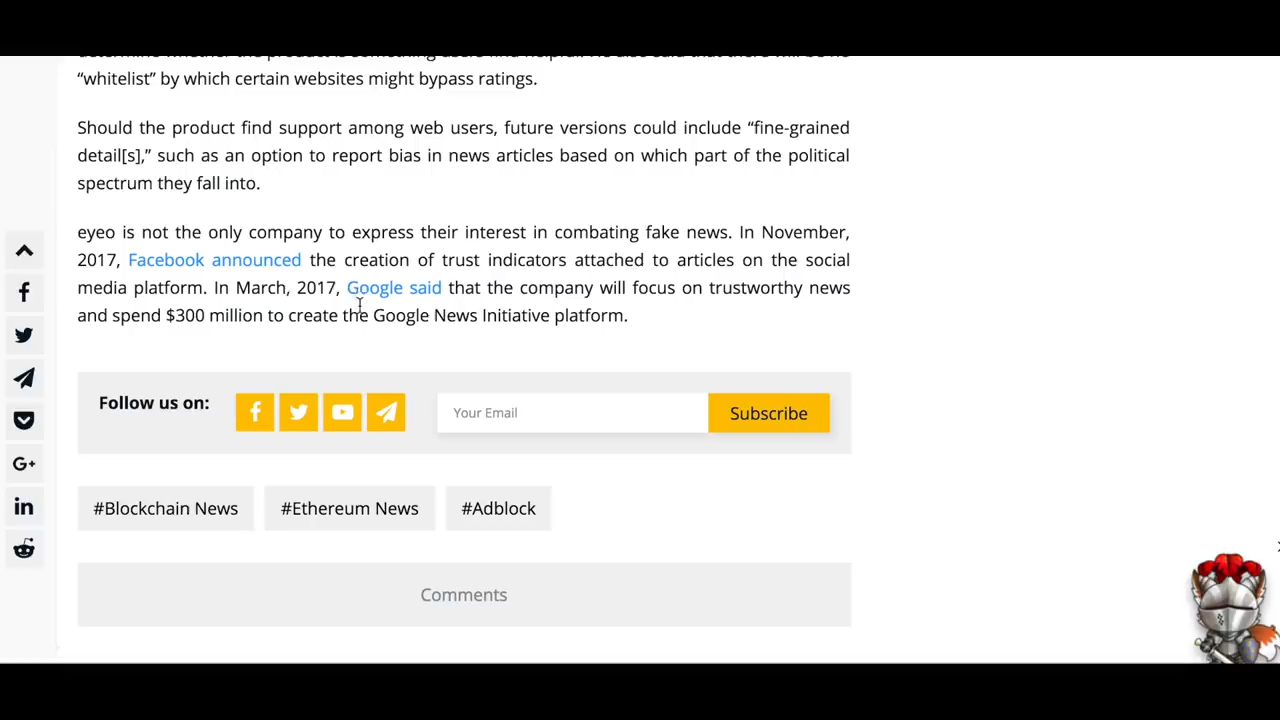 “whitelist” by which certain websites might bypass ratings.
Should the product find support among web users, future versions could include “fine-grained
detail[s],” such as an option to report bias in news articles based on which part of the political
spectrum they fall into.
eyeo is not the only company to express their interest in combating fake news. In November,
2017, Facebook announced the creation of trust indicators attached to articles on the social
media platform. In March, 2017, Google said that the company will focus on trustworthy news
and spend $300 million to create the Google News Initiative platform.
Follow us on:
Your Email
Subscribe
#Blockchain News
#Ethereum News
#Adblock
Comments